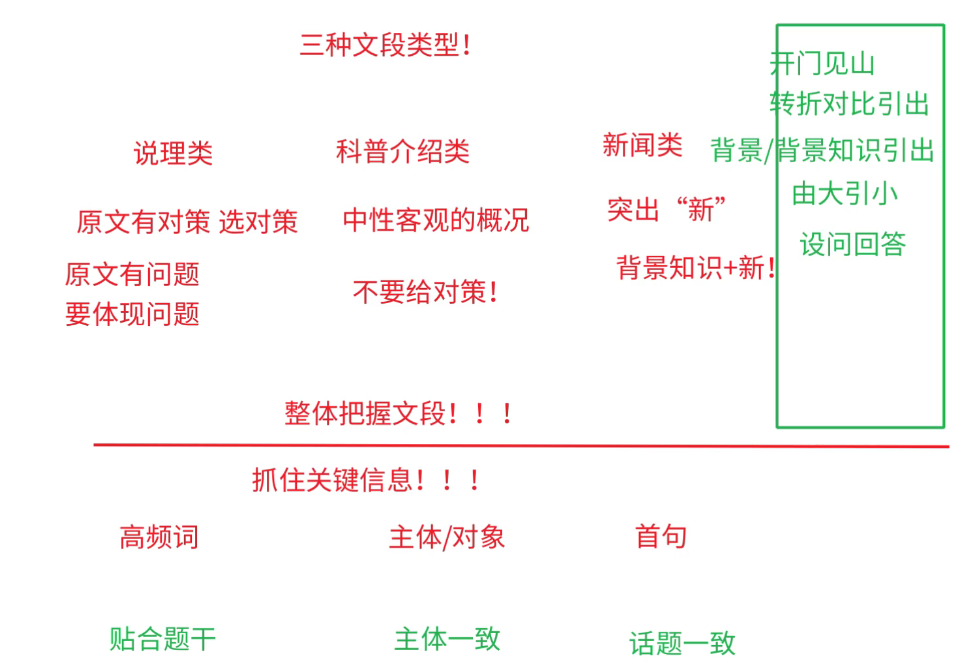 三种文段类型！
说理类
原文有对策 选对策
原文有问题
要体现问题
科普介绍类
中性客观的概况
不要给对策！
新闻类
突出“新”
背景知识+新！
开门见山
转折对比引出
背景/背景知识引出
由大引小
设问回答
整体把握文段！！！
抓住关键信息！！！
高频词
主体/对象
首句
贴合题干
主体一致
话题一致